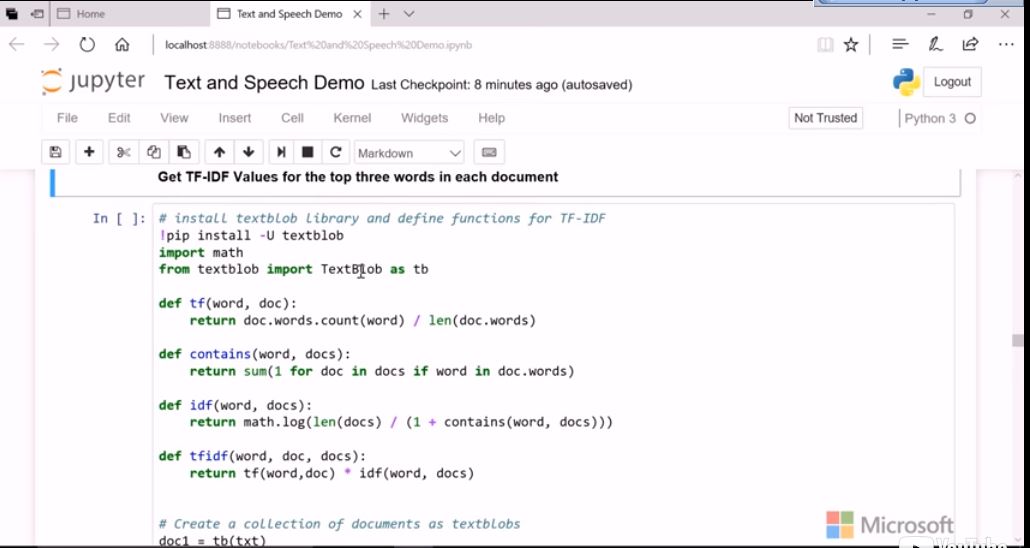 Home
Text and Speech Demo
localhost:8888/notebooks/Text%20and%20Speech%20Demo.ipynb
jupyter Text and Speech Demo Last Checkpoint: 8 minutes ago (autosaved)
Logout
File Edit View Insert Cell Kernel Widgets Help
Not Trusted
Python 3
Markdown
Get TF-IDF Values for the top three words in each document
In [ ]:
# install textblob library and define functions for TF-IDF
!pip install -U textblob
import math
from textblob import TextBlob as tb
def tf(word, doc):
return doc.words.count(word) / len(doc.words)
def contains(word, docs):
return sum(1 for doc in docs if word in doc.words)
def idf(word, docs):
return math.log(len(docs) / (1 + contains(word, docs)))
def tfidf(word, doc, docs):
return tf(word,doc) * idf(word, docs)
# Create a collection of documents as textblobs
doc1 = tb(txt)
Microsoft
YouTube